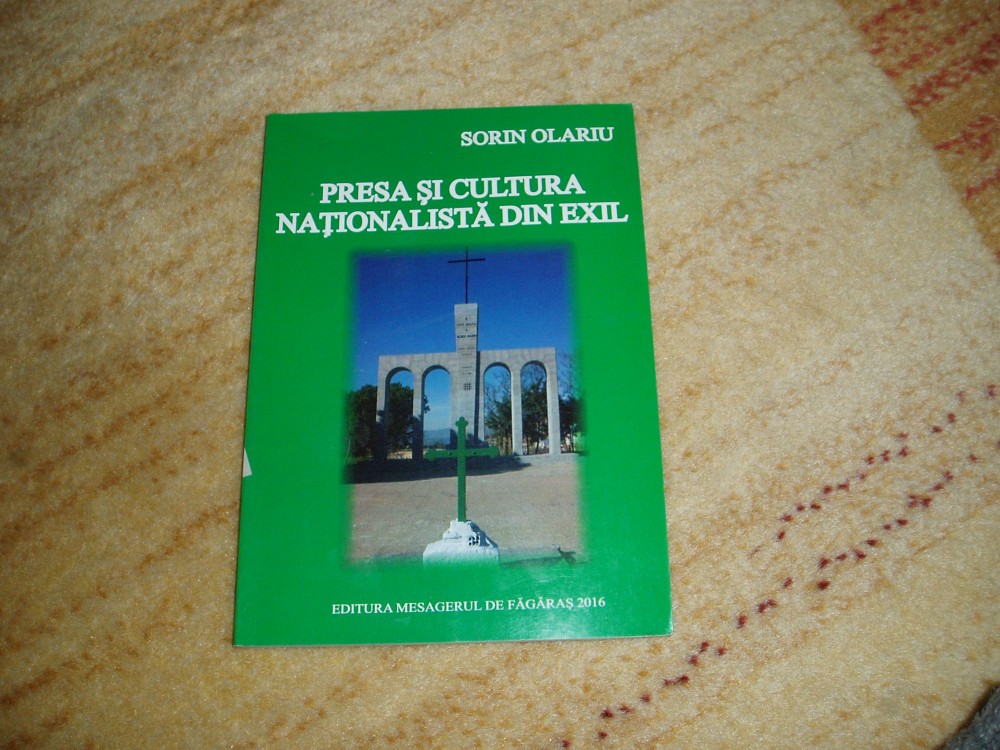 SORIN OLARIU
PRESA ŞI CULTURA
NAŢIONALISTĂ DIN EXIL
EDITURA MESAGERUL DE FĂGĂRAŞ 2016